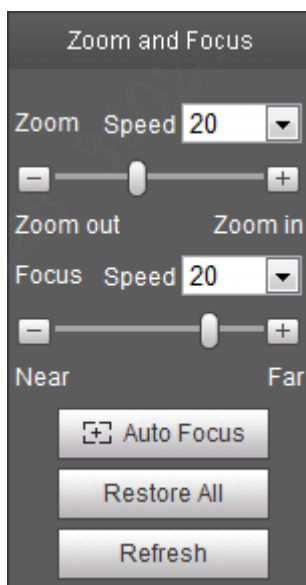 Zoom and Focus
Zoom Speed 20
Zoom out Zoom in
Focus Speed 20
Near Far
Auto Focus
Restore All
Refresh